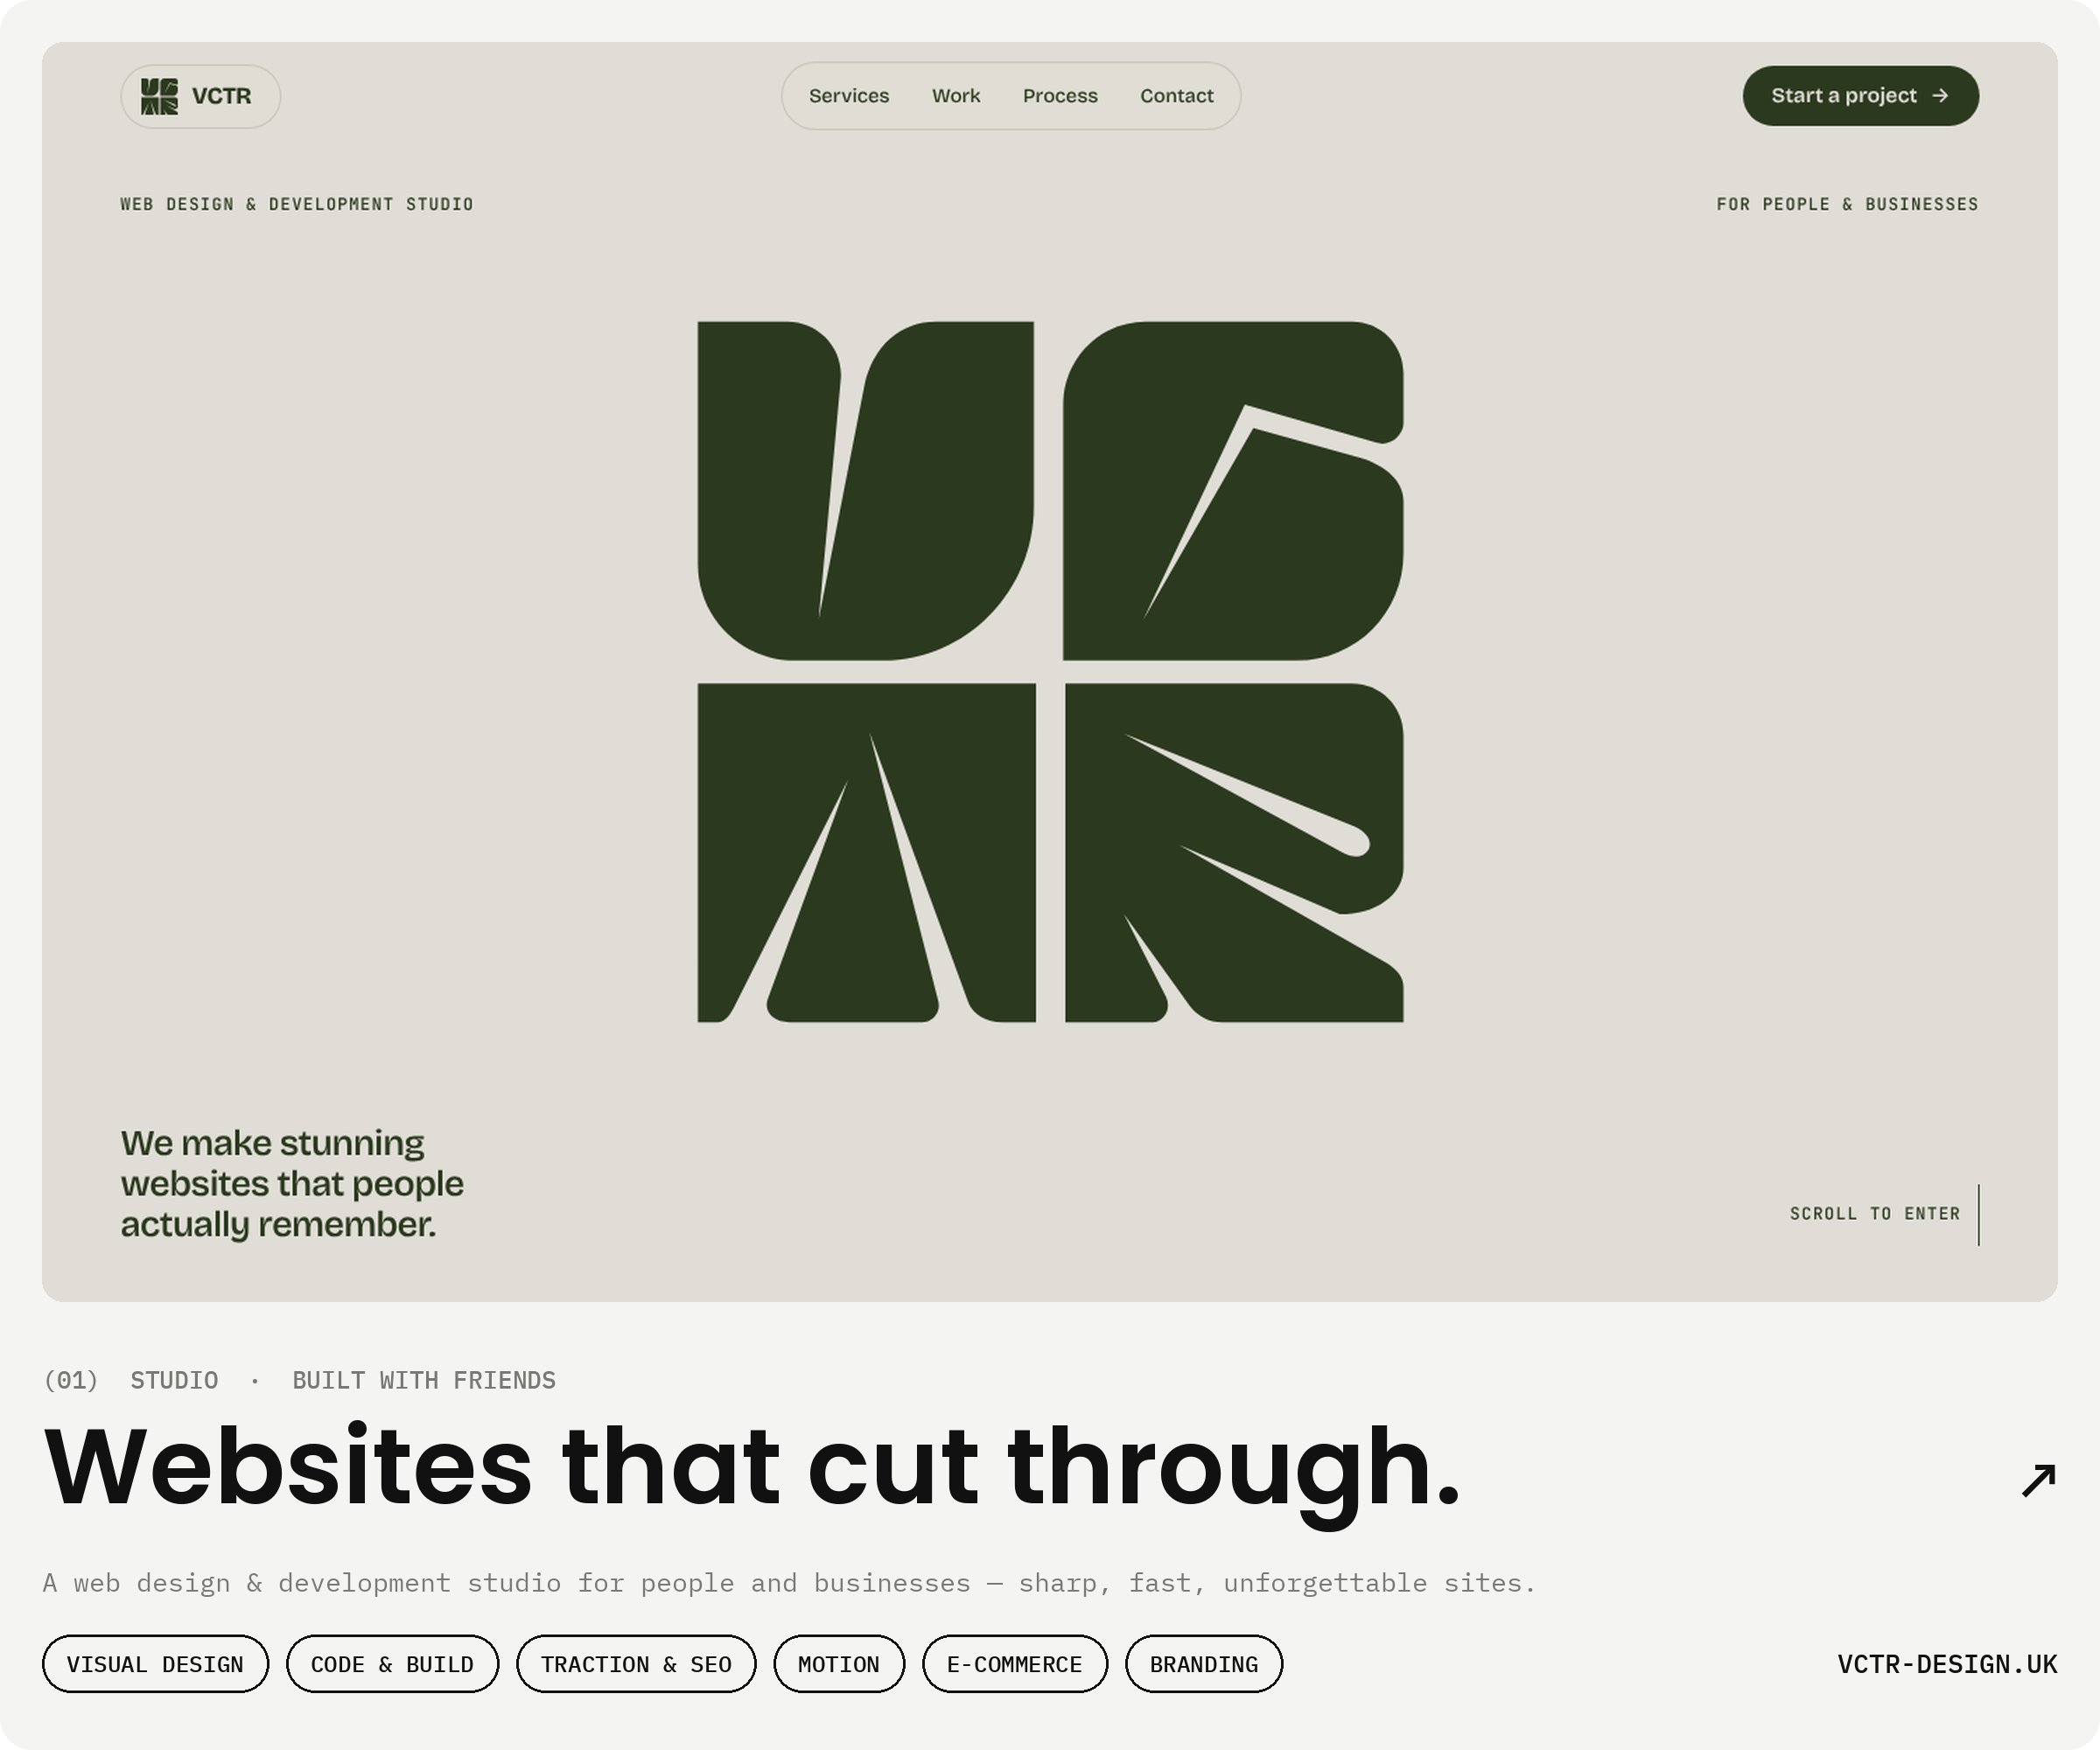 VCTR
Services Work Process Contact
Start a project →
WEB DESIGN & DEVELOPMENT STUDIO
FOR PEOPLE & BUSINESSES
VCTR
We make stunning
websites that people
actually remember.
SCROLL TO ENTER
(01) STUDIO · BUILT WITH FRIENDS
Websites that cut through.
↗
A web design & development studio for people and businesses — sharp, fast, unforgettable sites.
VISUAL DESIGN CODE & BUILD TRACTION & SEO MOTION E-COMMERCE BRANDING
VCTR-DESIGN.UK